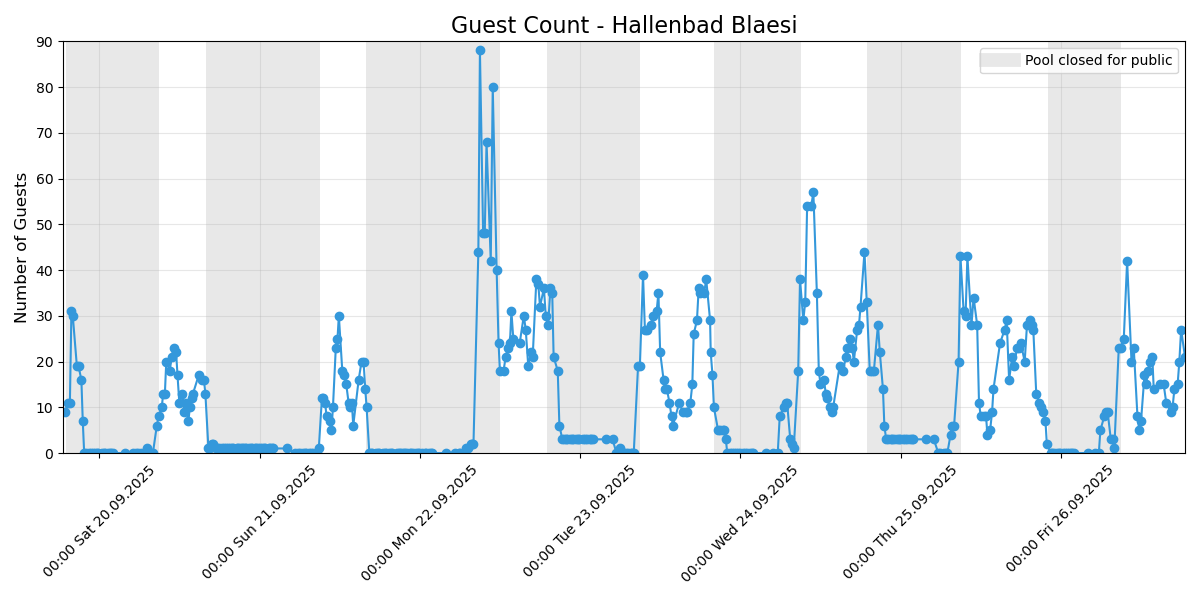 Guest Count - Hallenbad Blaesi
Pool closed for public
Number of Guests
90
80
70
60
50
40
30
20
10
0
00:00 Sat 20.09.2025
00:00 Sun 21.09.2025
00:00 Mon 22.09.2025
00:00 Tue 23.09.2025
00:00 Wed 24.09.2025
00:00 Thu 25.09.2025
00:00 Fri 26.09.2025